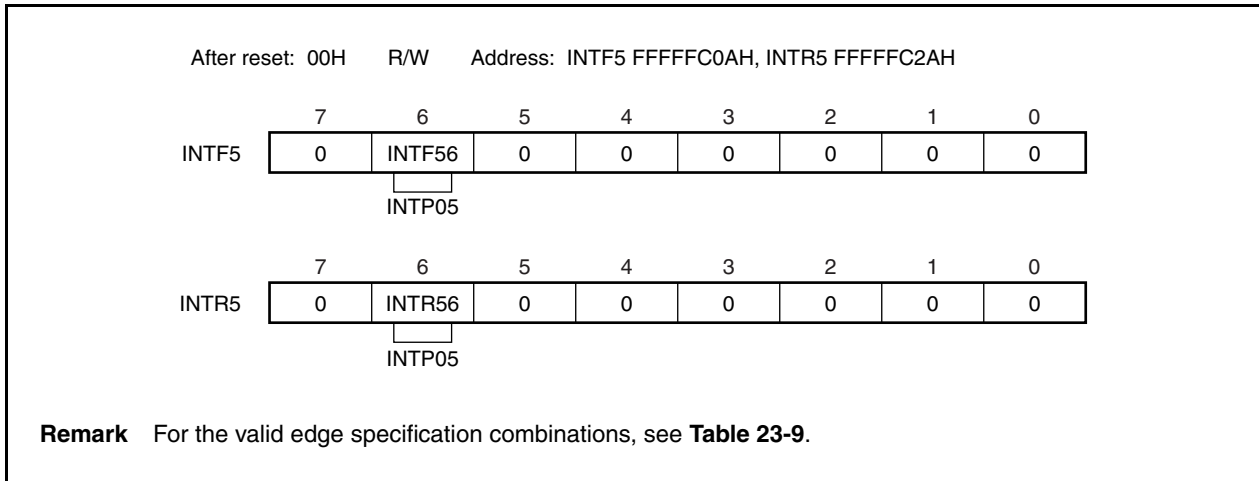 After reset: 00H R/W Address: INTF5 FFFFFC0AH, INTR5 FFFFFC2AH
7 6 5 4 3 2 1 0
INTF5 0 INTF56 0 0 0 0 0 0
INTP05
7 6 5 4 3 2 1 0
INTR5 0 INTR56 0 0 0 0 0 0
INTP05
Remark For the valid edge specification combinations, see Table 23-9.